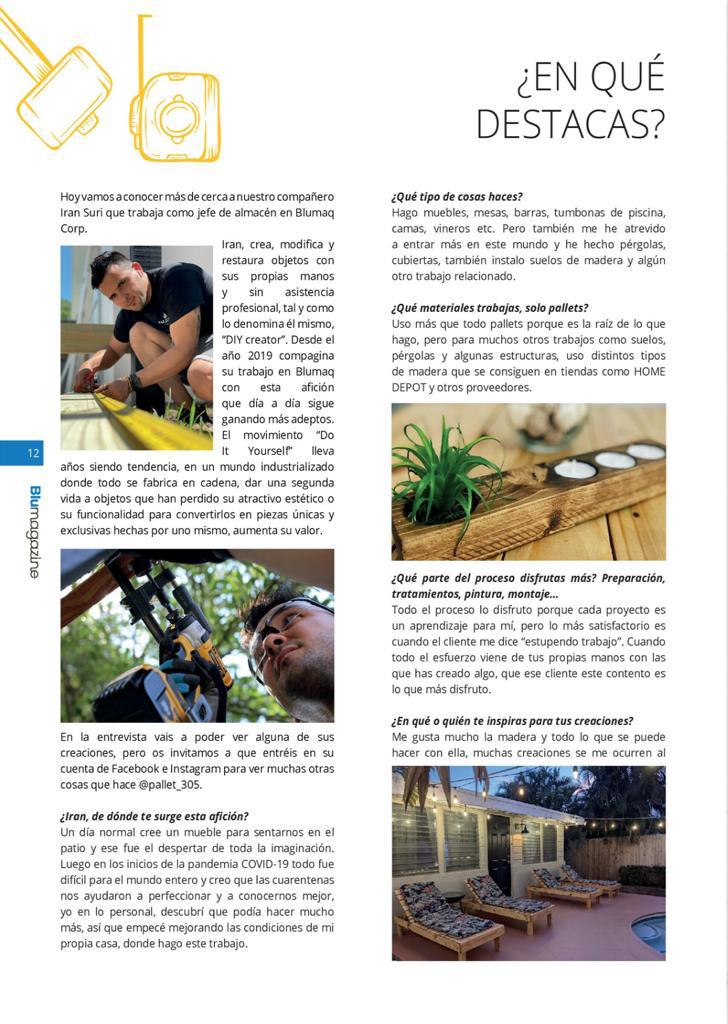 ¿EN QUÉ
DESTACAS?
Hoy vamos a conocer más de cerca a nuestro compañero
Iran Suri que trabaja como jefe de almacén en Blumaq
Corp.
Iran, crea, modifica y
restaura objetos con
sus propias manos
y sin asistencia
profesional, tal y como
lo denomina él mismo,
“DIY creator”. Desde el
año 2019 compagina
su trabajo en Blumaq
con esta afición
que día a día sigue
ganando más adeptos.
El movimiento “Do
It Yourself” lleva
años siendo tendencia, en un mundo industrializado
donde todo se fabrica en cadena, dar una segunda
vida a objetos que han perdido su atractivo estético o
su funcionalidad para convertirlos en piezas únicas y
exclusivas hechas por uno mismo, aumenta su valor.
En la entrevista vais a poder ver alguna de sus
creaciones, pero os invitamos a que entréis en su
cuenta de Facebook e Instagram para ver muchas otras
cosas que hace @pallet_305.
¿Iran, de dónde te surge esta afición?
Un día normal cree un mueble para sentarnos en el
patio y ese fue el despertar de toda la imaginación.
Luego en los inicios de la pandemia COVID-19 todo fue
difícil para el mundo entero y creo que las cuarentenas
nos ayudaron a perfeccionar y a conocernos mejor,
yo en lo personal, descubrí que podía hacer mucho
más, así que empecé mejorando las condiciones de mi
propia casa, donde hago este trabajo.
¿Qué tipo de cosas haces?
Hago muebles, mesas, barras, tumbonas de piscina,
camas, vineros etc. Pero también me he atrevido
a entrar más en este mundo y he hecho pérgolas,
cubiertas, también instalo suelos de madera y algún
otro trabajo relacionado.
¿Qué materiales trabajas, solo pallets?
Uso más que todo pallets porque es la raíz de lo que
hago, pero para muchos otros trabajos como suelos,
pérgolas y algunas estructuras, uso distintos tipos
de madera que se consiguen en tiendas como HOME
DEPOT y otros proveedores.
¿Qué parte del proceso disfrutas más? Preparación,
tratamientos, pintura, montaje...
Todo el proceso lo disfruto porque cada proyecto es
un aprendizaje para mí, pero lo más satisfactorio es
cuando el cliente me dice “estupendo trabajo”. Cuando
todo el esfuerzo viene de tus propias manos con las
que has creado algo, que ese cliente este contento es
lo que más disfruto.
¿En qué o quién te inspiras para tus creaciones?
Me gusta mucho la madera y todo lo que se puede
hacer con ella, muchas creaciones se me ocurren al
12
Blumagazine